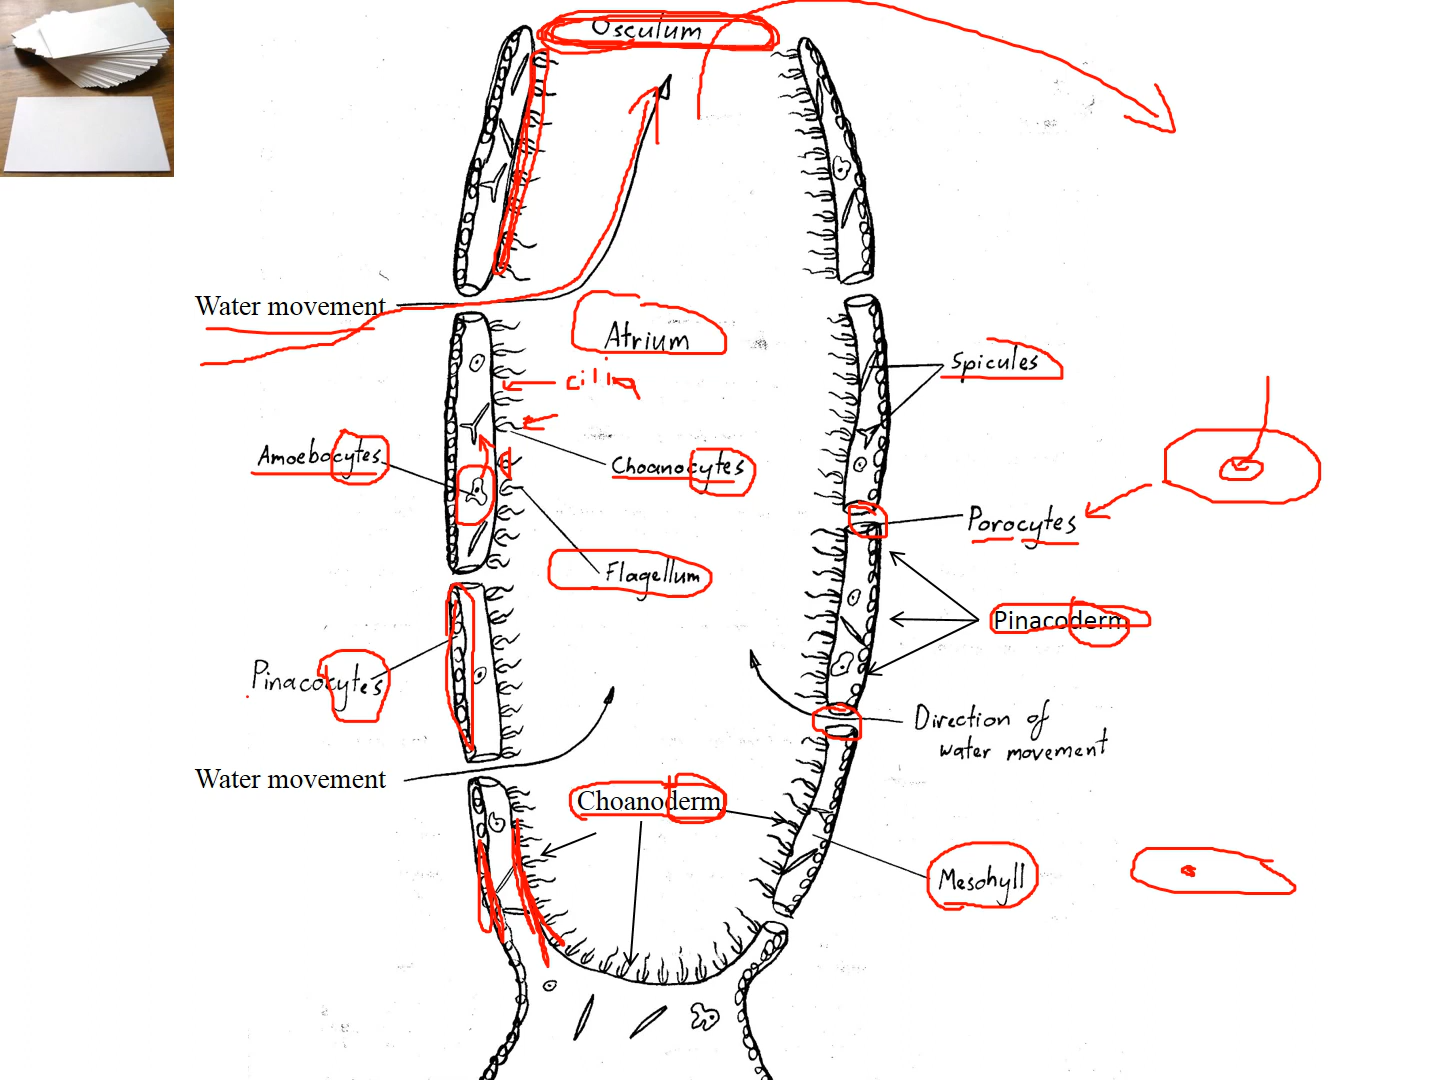 Osculum
Water movement
Atrium
Spicules
cilia
Amoebocytes
Choanocytes
Porocytes
Flagellum
Pinacoderm
Pinacocytes
Direction of
water movement
Water movement
Choanoderm
Mesohyll